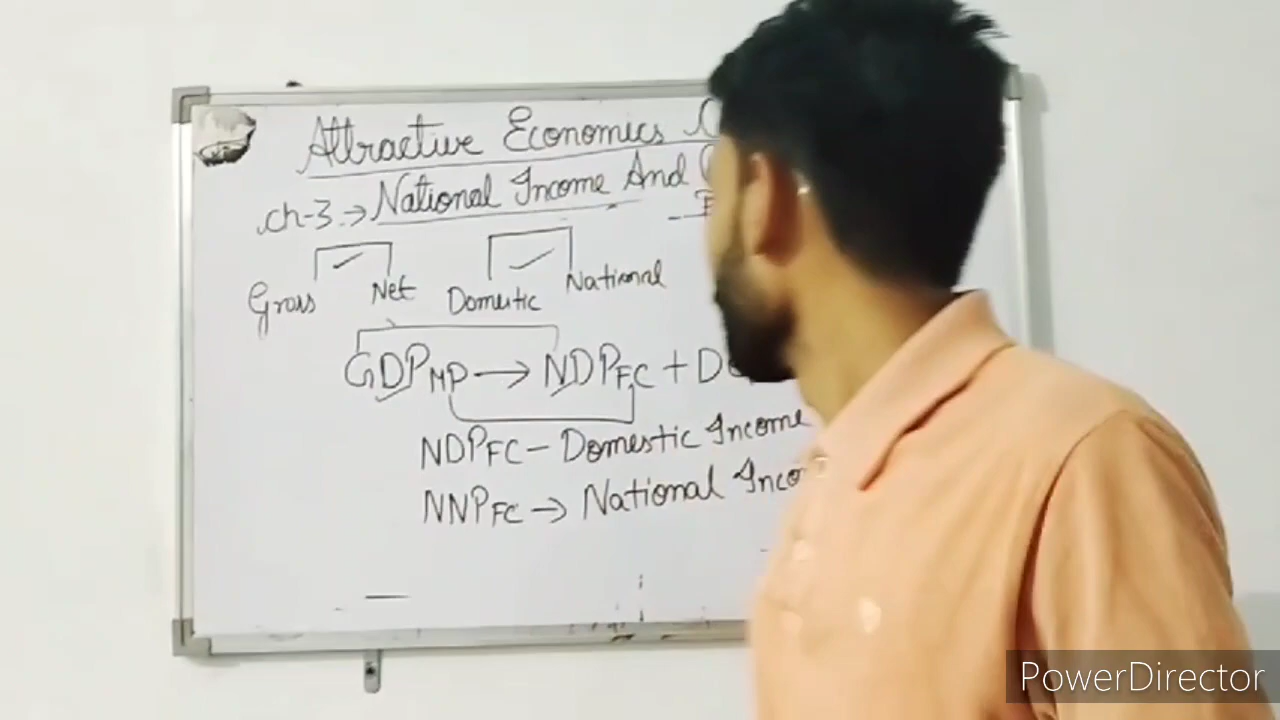 Attractive Economics
Ch-3 → National Income And
Gross Net Domestic National
GDPMP → NDPFC + D
NDPFC - Domestic Income
NNPFC → National Inco
PowerDirector